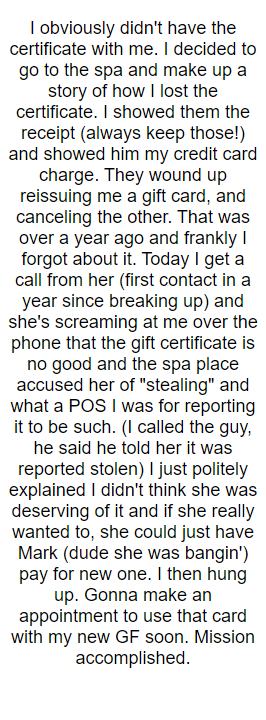 I obviously didn't have the
certificate with me. I decided to
go to the spa and make up a
story of how I lost the
certificate. I showed them the
receipt (always keep those!)
and showed him my credit card
charge. They wound up
reissuing me a gift card, and
canceling the other. That was
over a year ago and frankly I
forgot about it. Today I get a
call from her (first contact in a
year since breaking up) and
she's screaming at me over the
phone that the gift certificate is
no good and the spa place
accused her of "stealing" and
what a POS I was for reporting
it to be such. (I called the guy,
he said he told her it was
reported stolen) I just politely
explained I didn't think she was
deserving of it and if she really
wanted to, she could just have
Mark (dude she was bangin')
pay for new one. I then hung
up. Gonna make an
appointment to use that card
with my new GF soon. Mission
accomplished.